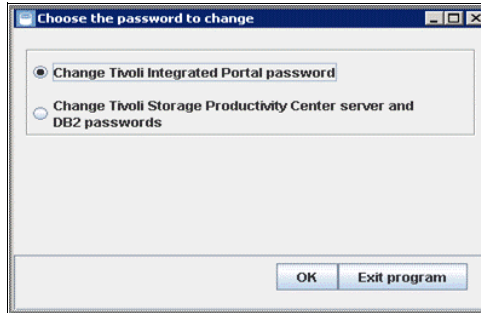 Choose the password to change
Change Tivoli Integrated Portal password
Change Tivoli Storage Productivity Center server and
DB2 passwords
OK Exit program